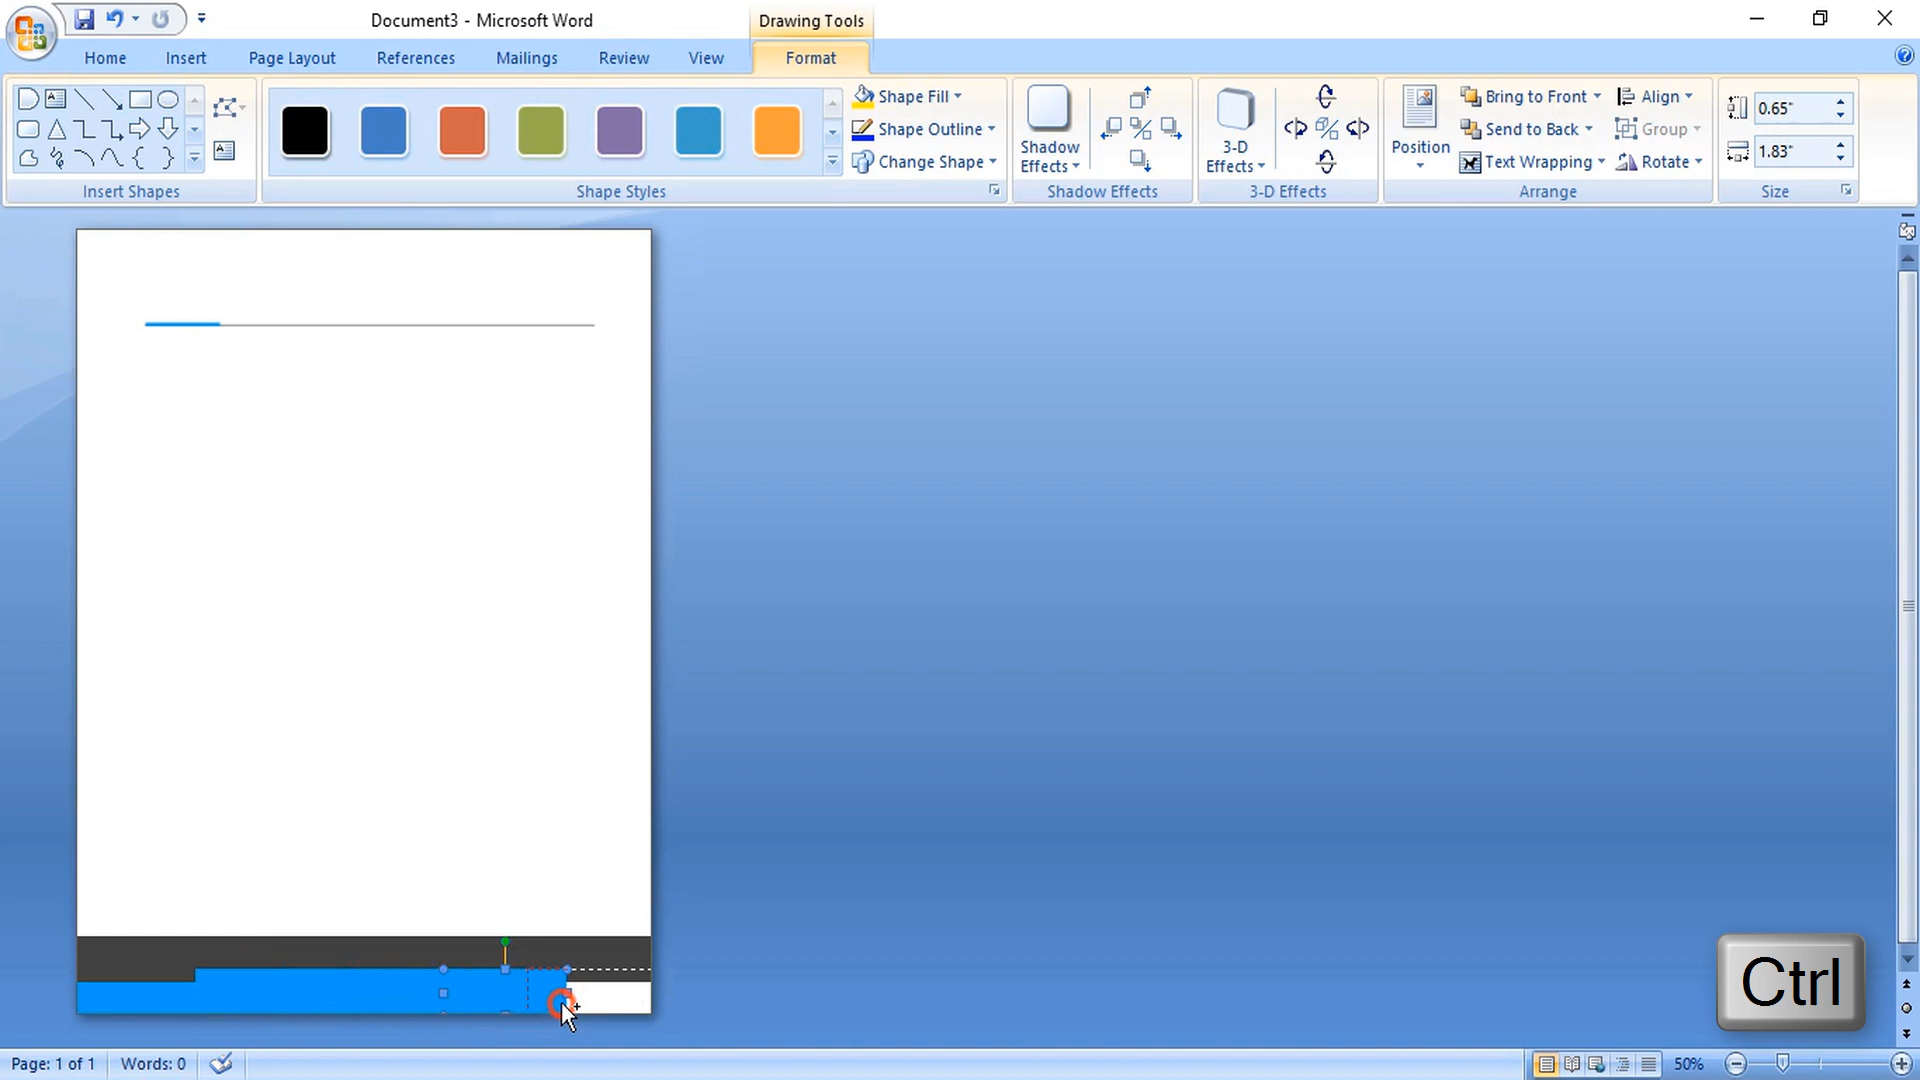 Document3 - Microsoft Word
Drawing Tools
Home
Insert
Page Layout
References
Mailings
Review
View
Format
Shape Fill
Shape Outline
Change Shape
Shadow Effects
3-D Effects
Position
Bring to Front
Send to Back
Text Wrapping
Align
Group
Rotate
0.65"
1.83"
Insert Shapes
Shape Styles
Shadow Effects
3-D Effects
Arrange
Size
Ctrl
Page: 1 of 1
Words: 0
50%